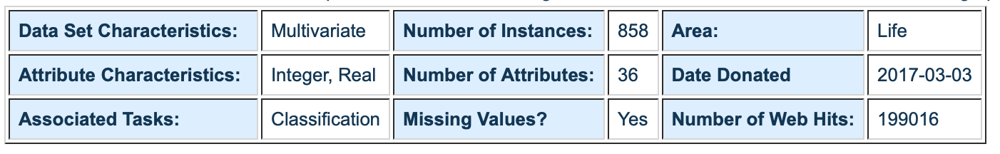 Data Set Characteristics: Multivariate Number of Instances: 858 Area: Life
Attribute Characteristics: Integer, Real Number of Attributes: 36 Date Donated 2017-03-03
Associated Tasks: Classification Missing Values? Yes Number of Web Hits: 199016